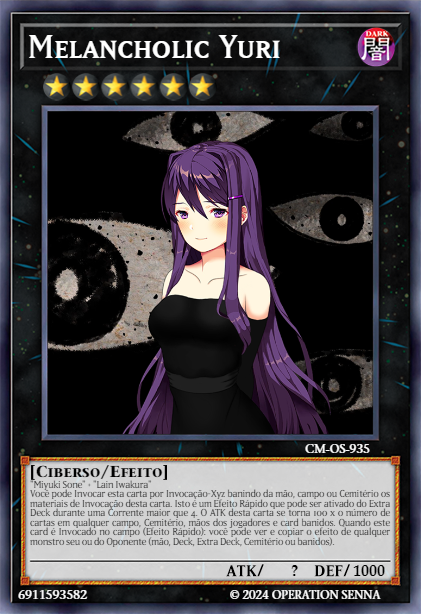 Melancholic Yuri
DARK
闇
CM-OS-935
[Ciberso/Efeito]
"Miyuki Sone" - "Lain Iwakura"
Você pode Invocar esta carta por Invocação-Xyz banindo da mão, campo ou Cemitério os
materiais de Invocação desta carta. Isto é um Efeito Rápido que pode ser ativado do Extra
Deck durante uma Corrente maior que 4. O ATK desta carta se torna 100 x o número de
cartas em qualquer campo, Cemitério, mãos dos jogadores e card banidos. Quando este
card é Invocado no campo (Efeito Rápido): você pode ver e copiar o efeito de qualquer
monstro seu ou do Oponente (mão, Deck, Extra Deck, Cemitério ou banidos).
ATK/ ? DEF/1000
6911593582 © 2024 OPERATION SENNA